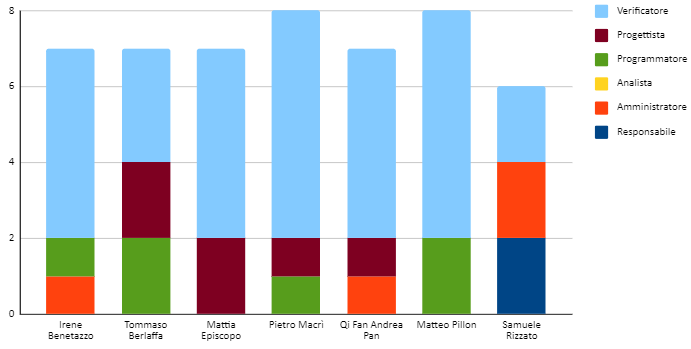 8
6
4
2
0
Irene
Benetazzo
Tommaso
Berlaffa
Mattia
Episcopo
Pietro Macrì
Qi Fan Andrea
Pan
Matteo Pillon
Samuele
Rizzato
Verificatore
Progettista
Programmatore
Analista
Amministratore
Responsabile